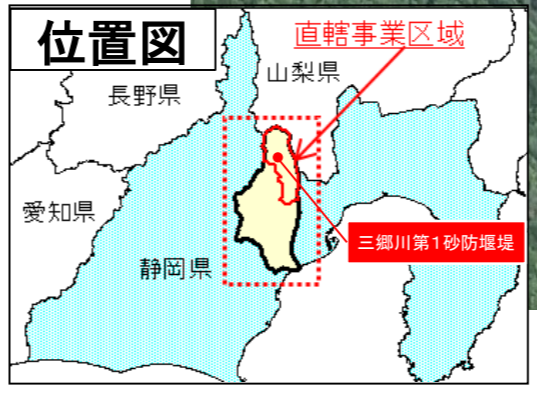 位置図
直轄事業区域
山梨県
長野県
愛知県
三郷川第1砂防堰堤
静岡県